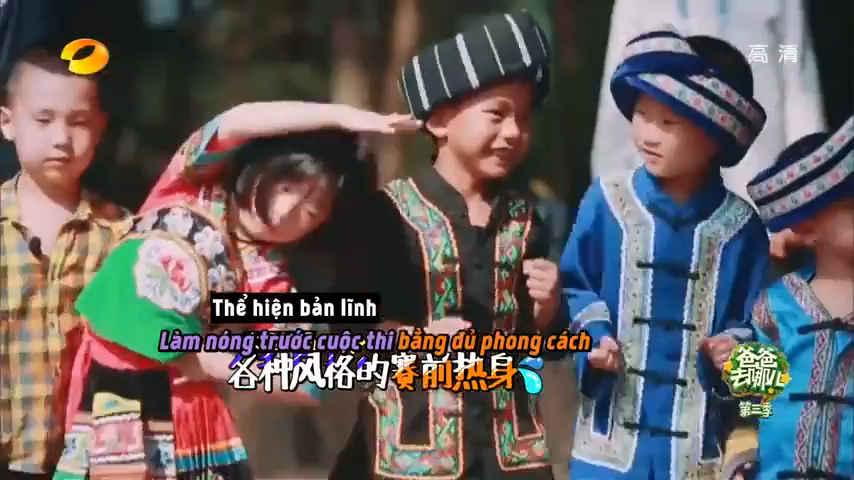 高清
Thể hiện bản lĩnh
Làm nóng trước cuộc thi bằng đủ phong cách
各种风格的赛前热身
爸爸去哪儿
第三季